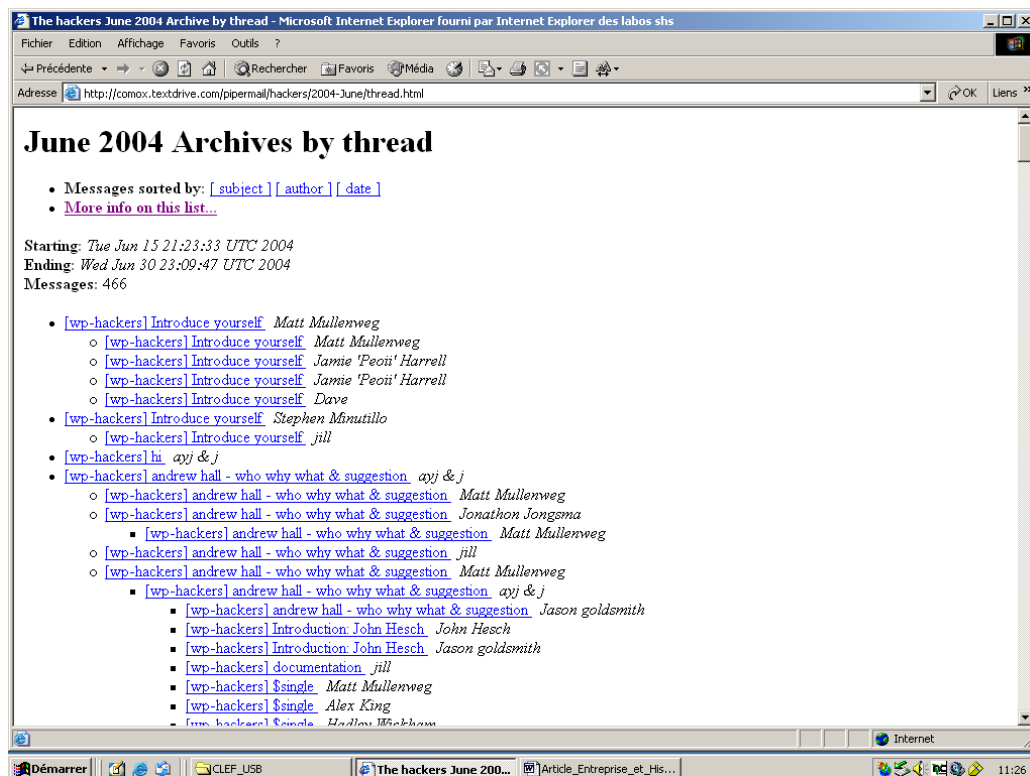 The hackers June 2004 Archive by thread - Microsoft Internet Explorer fourni par Internet Explorer des labos shs
Fichier Edition Affichage Favoris Outils ?
Précédente Rechercher Favoris Média
Adresse http://comox.textdrive.com/pipermail/hackers/2004-June/thread.html OK Liens »
June 2004 Archives by thread
• Messages sorted by: [ subject ] [ author ] [ date ]
• More info on this list...
Starting: Tue Jun 15 21:23:33 UTC 2004
Ending: Wed Jun 30 23:09:47 UTC 2004
Messages: 466
• [wp-hackers] Introduce yourself Matt Mullenweg
o [wp-hackers] Introduce yourself Matt Mullenweg
o [wp-hackers] Introduce yourself Jamie 'Peoii' Harrell
o [wp-hackers] Introduce yourself Jamie 'Peoii' Harrell
o [wp-hackers] Introduce yourself Dave
• [wp-hackers] Introduce yourself Stephen Minutillo
o [wp-hackers] Introduce yourself jill
• [wp-hackers] hi ayj & j
• [wp-hackers] andrew hall - who why what & suggestion ayj & j
o [wp-hackers] andrew hall - who why what & suggestion Matt Mullenweg
o [wp-hackers] andrew hall - who why what & suggestion Jonathon Jongsma
▪ [wp-hackers] andrew hall - who why what & suggestion Matt Mullenweg
o [wp-hackers] andrew hall - who why what & suggestion jill
o [wp-hackers] andrew hall - who why what & suggestion Matt Mullenweg
▪ [wp-hackers] andrew hall - who why what & suggestion ayj & j
▪ [wp-hackers] andrew hall - who why what & suggestion Jason goldsmith
▪ [wp-hackers] Introduction: John Hesch John Hesch
▪ [wp-hackers] Introduction: John Hesch Jason goldsmith
▪ [wp-hackers] documentation jill
▪ [wp-hackers] $single Matt Mullenweg
▪ [wp-hackers] $single Alex King
▪ [wp-hackers] $single Hadley Wickham
Internet
Démarrer CLEF_USB The hackers June 200... Article_Entreprise_et_His... 11:26